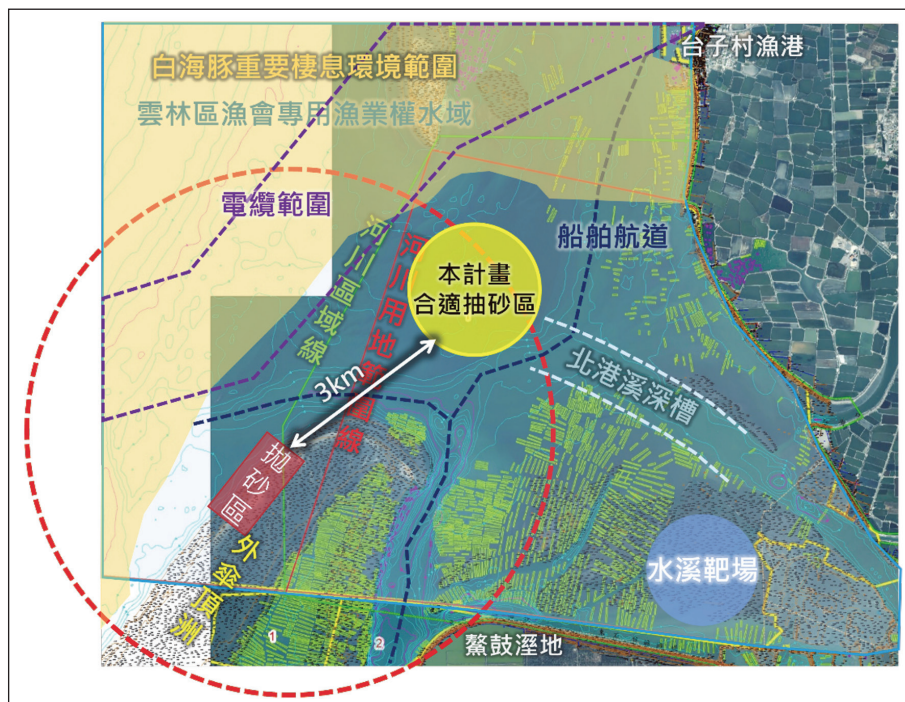 台子村漁港
白海豚重要棲息環境範圍
雲林區漁會專用漁業權水域
電纜範圍
船舶航道
河川區域線
河川用地範圍線
本計畫
合適抽砂區
北港溪深槽
3km
拋砂區
外傘頂洲
水溪靶場
鰲鼓溼地
1
2